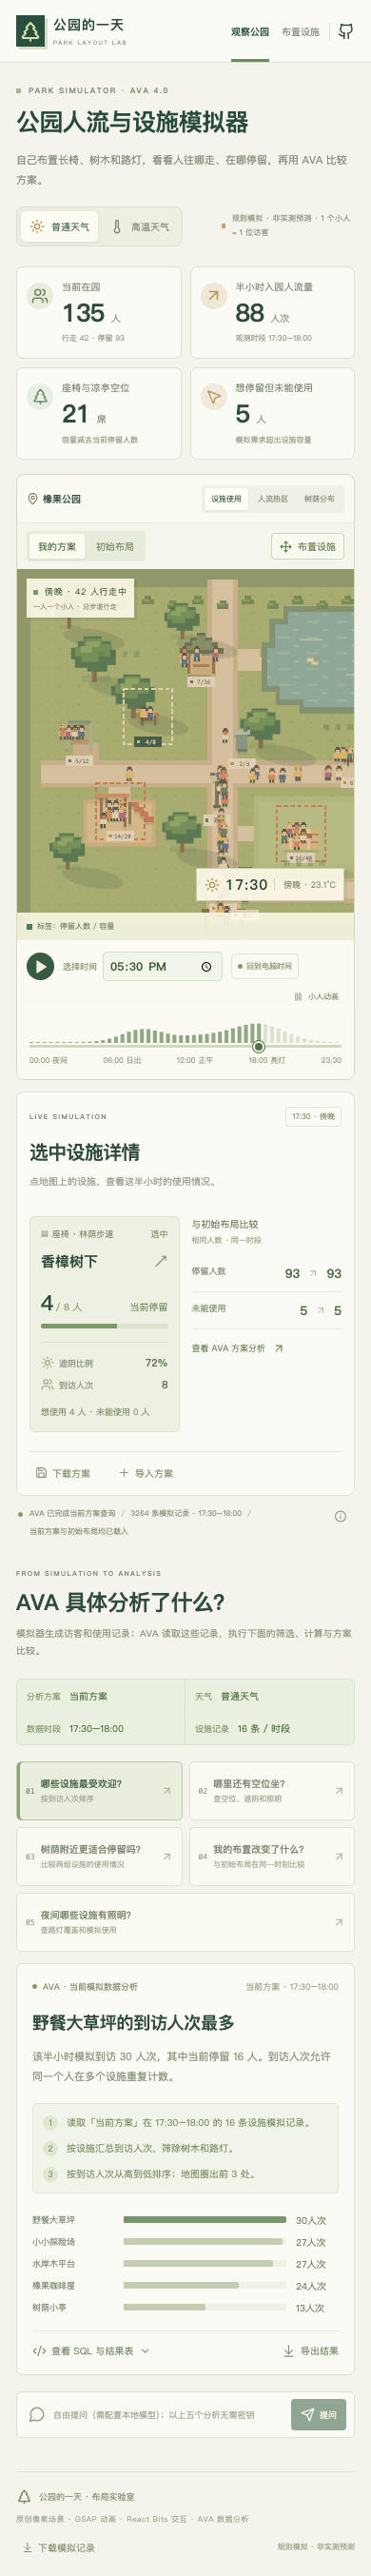 公园的一天
PARK LAYOUT LAB
观察公园
布置设施
PARK SIMULATOR · AVA 4.0
公园人流与设施模拟器
自己布置长椅、树木和路灯，看看人往哪走、在哪停留，再用 AVA 比较
方案。
普通天气
高温天气
规则模拟 · 非实测预测 · 1 个小人
= 1 位访客
当前在园
135 人
行走 42 · 停留 93
半小时入园人流量
88 人次
观测时段 17:30—18:00
座椅与凉亭空位
21 席
容量减去当前停留人数
想停留但未能使用
5 人
模拟需求超出设施容量
橡果公园
设施使用
人流热区
树荫分布
我的方案
初始布局
布置设施
傍晚 · 42 人行走中
一人一个小人 · 沿步道行走
7/16
4/8
5/12
2/3
14/20
16/40
17:30
傍晚 · 23.1°C
标签：停留人数 / 容量
选择时间
05:30 PM
回到电脑时间
小人动画
00:00 夜间
06:00 日出
12:00 正午
18:00 亮灯
23:30
LIVE SIMULATION
17:30 · 傍晚
选中设施详情
点地图上的设施，查看这半小时的使用情况。
座椅 · 林荫步道
选中
香樟树下
4 / 8 人
当前停留
遮阴比例
72%
到访人次
8
想使用 4 人 · 未能使用 0 人
与初始布局比较
相同人数 · 同一时段
停留人数
93
93
未能使用
5
5
查看 AVA 方案分析
下载方案
导入方案
AVA 已完成当前方案查询 / 3264 条模拟记录 · 17:30—18:00 /
当前方案与初始布局均已载入
FROM SIMULATION TO ANALYSIS
AVA 具体分析了什么？
模拟器生成访客和使用记录；AVA 读取这些记录，执行下面的筛选、计算与方案
比较。
分析方案 当前方案
天气 普通天气
数据时段 17:30—18:00
设施记录 16 条 / 时段
01
哪些设施最受欢迎？
按到访人次排序
02
哪里还有空位坐？
查空位、遮阴和照明
03
树荫附近更适合停留吗？
比较两组设施的使用情况
04
我的布置改变了什么？
与初始布局在同一时刻比较
05
夜间哪些设施有照明？
查路灯覆盖和模拟使用
AVA · 当前模拟数据分析
当前方案 · 17:30—18:00
野餐大草坪的到访人次最多
该半小时模拟到访 30 人次，其中当前停留 16 人。到访人次允许
同一个人在多个设施重复计数。
1 读取「当前方案」在 17:30—18:00 的 16 条设施模拟记录。
2 按设施汇总到访人次，筛除树木和路灯。
3 按到访人次从高到低排序；地图圈出前 3 处。
野餐大草坪
30人次
小小探险场
27人次
水岸木平台
27人次
橡果咖啡屋
24人次
树荫小亭
13人次
查看 SQL 与结果表
导出结果
自由提问（需配置本地模型）；以上五个分析无需密钥
提问
公园的一天 · 布局实验室
原创像素场景 · GSAP 动画 · React Bits 交互 · AVA 数据分析
下载模拟记录
规则模拟 · 非实测预测